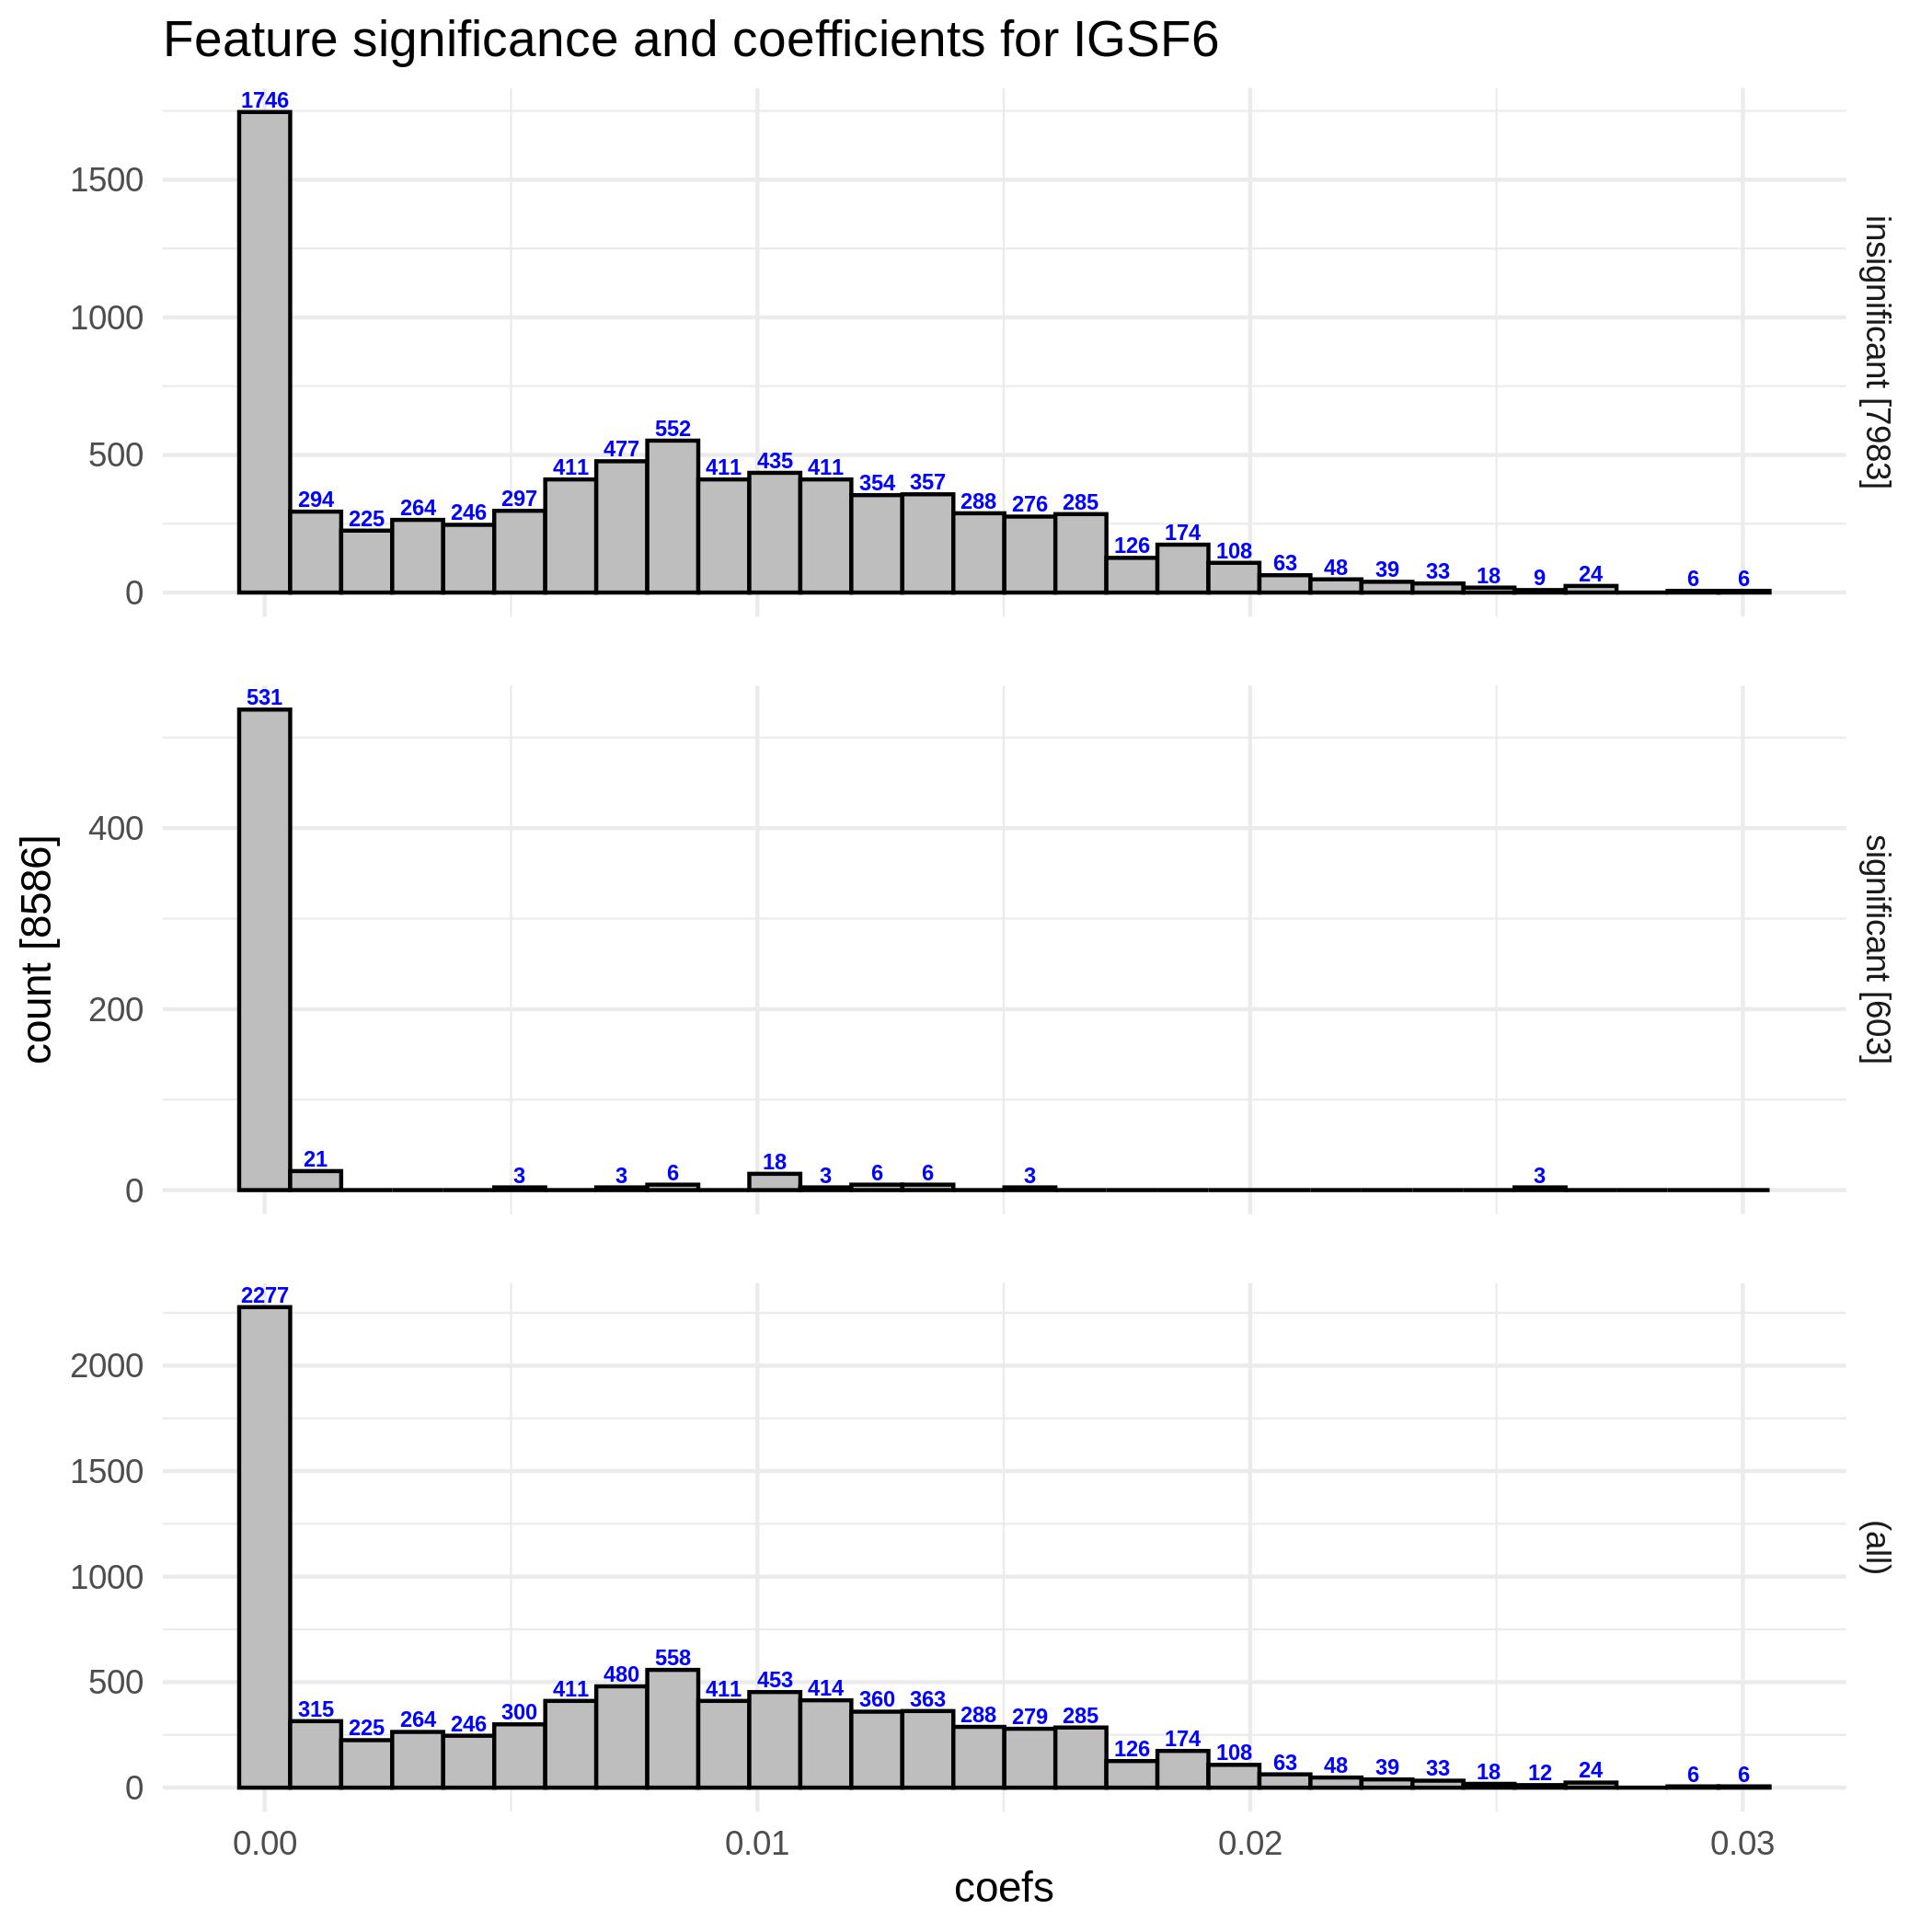 Feature significance and coefficients for IGSF6
1746
1500
1000
500
0
294 225 264 246 297 411 477 552 411 435 411 354 357 288 276 285 126 174 108 63 48 39 33 18 9 24 6 6
insignificant [7983]
531
400
200
0
21 3 3 6 18 3 6 6 3 3
significant [603]
count [8586]
2277
2000
1500
1000
500
0
315 225 264 246 300 411 480 558 411 453 414 360 363 288 279 285 126 174 108 63 48 39 33 18 12 24 6 6
(all)
0.00 0.01 0.02 0.03
coefs